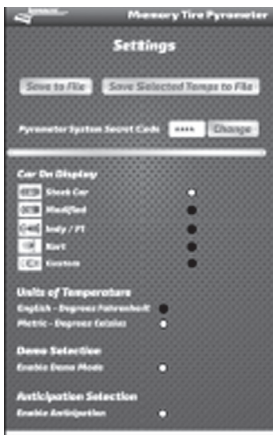 Memory Tire Pyrometer
Settings
Save to File Save Selected Temps to File
Pyrometer System Secret Code **** Change
Car On Display
Stock Car
Modified
Indy / F1
Kart
Custom
Units of Temperature
English - Degrees Fahrenheit
Metric - Degrees Celsius
Demo Selection
Enable Demo Mode
Anticipation Selection
Enable Anticipation